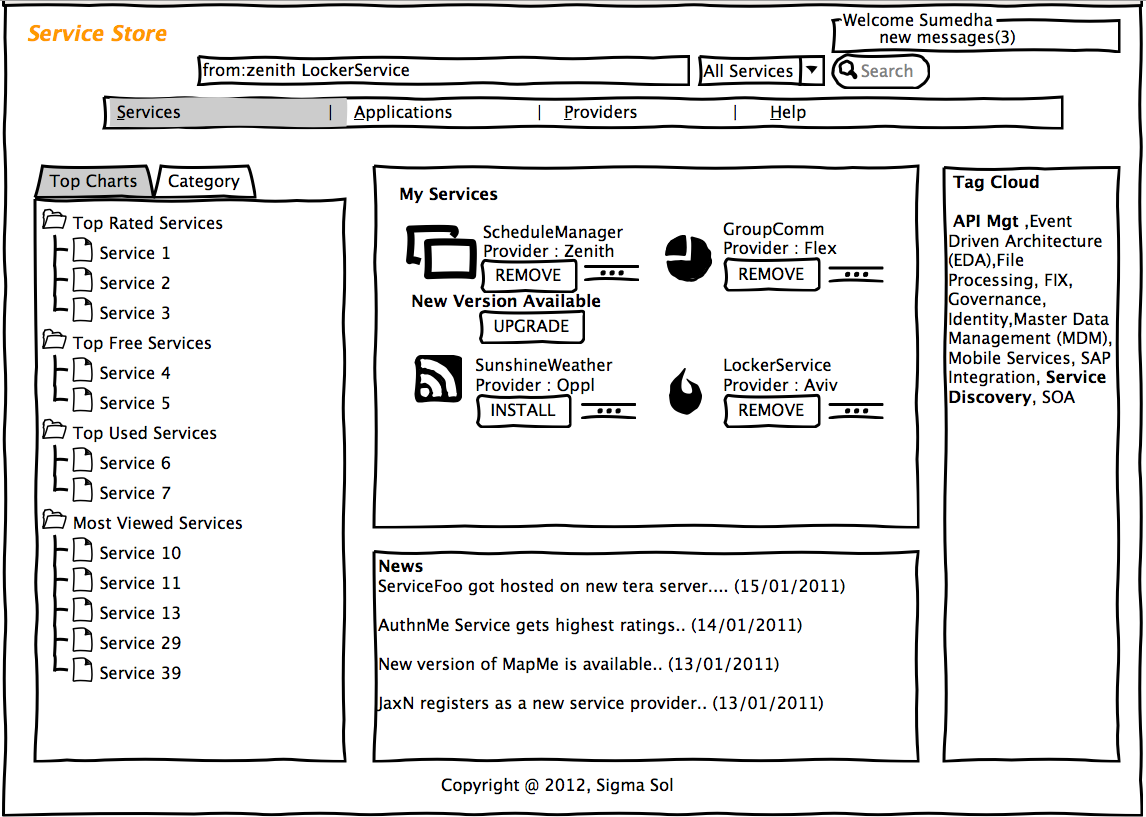 Service Store
Welcome Sumedha
new messages(3)
from:zenith LockerService
All Services
Search
Services | Applications | Providers | Help
Top Charts
Category
Top Rated Services
Service 1
Service 2
Service 3
Top Free Services
Service 4
Service 5
Top Used Services
Service 6
Service 7
Most Viewed Services
Service 10
Service 11
Service 13
Service 29
Service 39
My Services
ScheduleManager
Provider : Zenith
REMOVE
New Version Available
UPGRADE
GroupComm
Provider : Flex
REMOVE
SunshineWeather
Provider : Oppl
INSTALL
LockerService
Provider : Aviv
REMOVE
News
ServiceFoo got hosted on new tera server.... (15/01/2011)
AuthnMe Service gets highest ratings.. (14/01/2011)
New version of MapMe is available.. (13/01/2011)
JaxN registers as a new service provider.. (13/01/2011)
Tag Cloud
API Mgt ,Event
Driven Architecture
(EDA),File
Processing, FIX,
Governance,
Identity,Master Data
Management (MDM),
Mobile Services, SAP
Integration, Service
Discovery, SOA
Copyright @ 2012, Sigma Sol